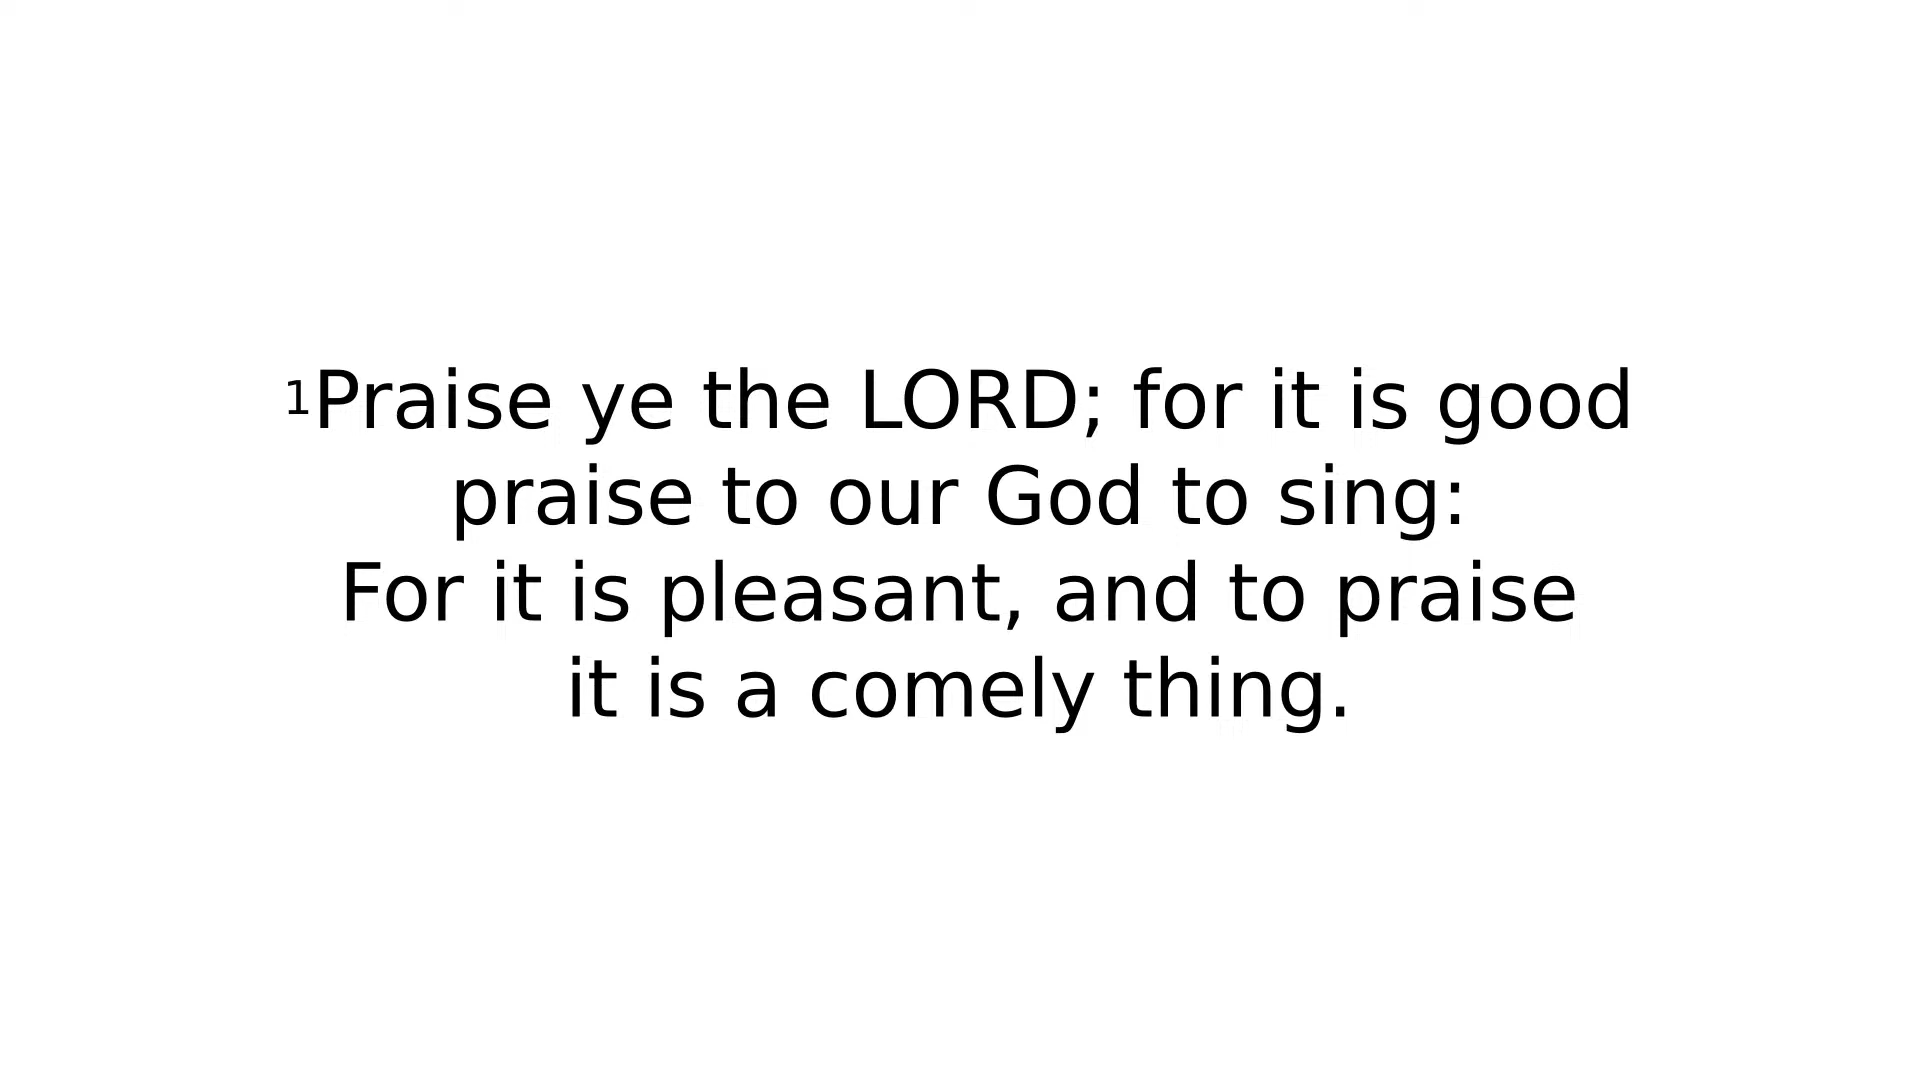 1Praise ye the LORD; for it is good
praise to our God to sing:
For it is pleasant, and to praise
it is a comely thing.